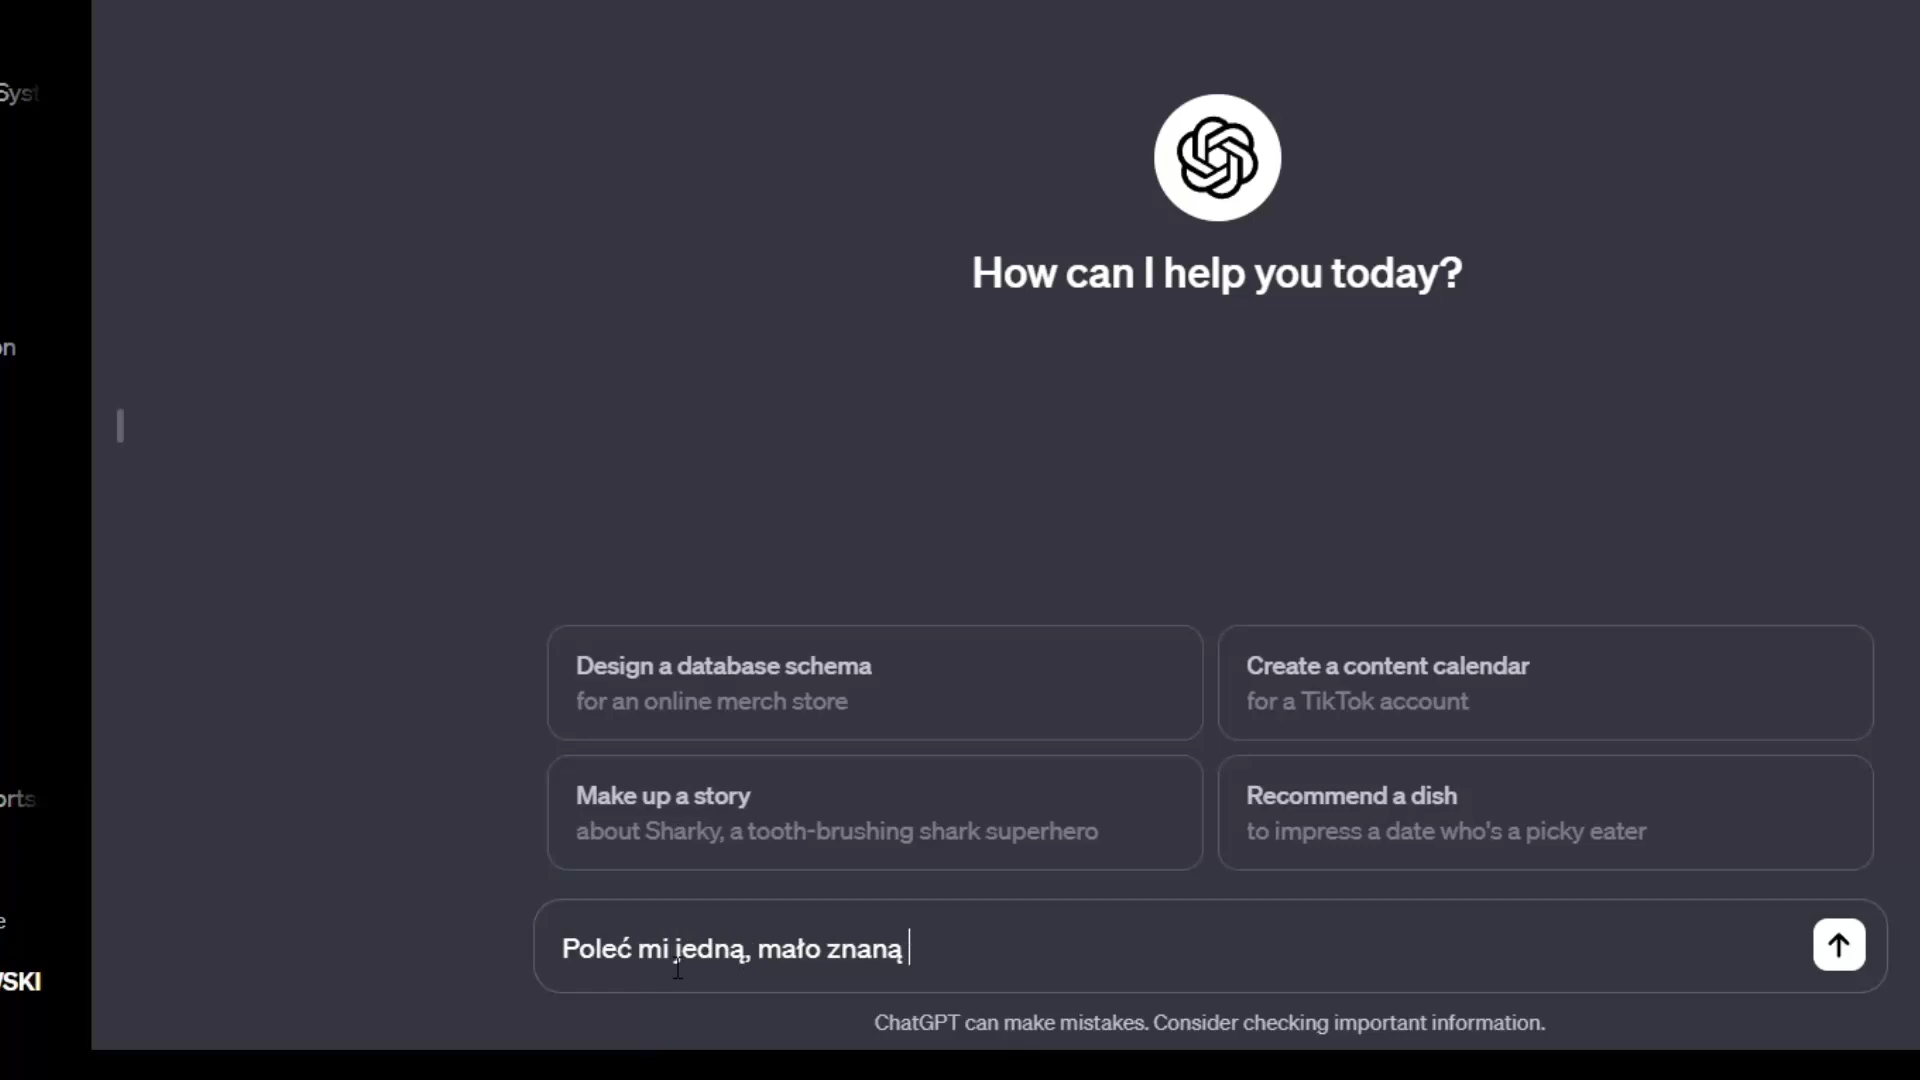 Syst
How can I help you today?
on
Design a database schema
for an online merch store
Create a content calendar
for a TikTok account
Make up a story
about Sharky, a tooth-brushing shark superhero
Recommend a dish
to impress a date who's a picky eater
orts
e
Poleć mi jedną, mało znaną
WSKI
ChatGPT can make mistakes. Consider checking important information.